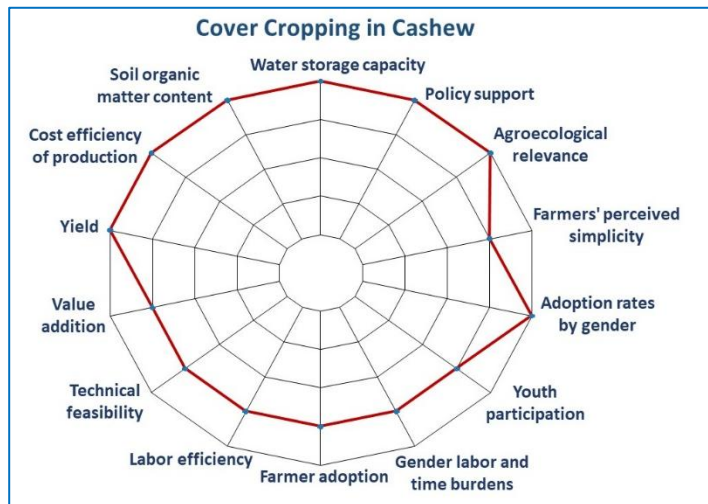 Cover Cropping in Cashew
Water storage capacity
Policy support
Agroecological
relevance
Farmers' perceived
simplicity
Adoption rates
by gender
Youth
participation
Gender labor and
time burdens
Farmer adoption
Labor efficiency
Technical
feasibility
Value
addition
Yield
Cost efficiency
of production
Soil organic
matter content